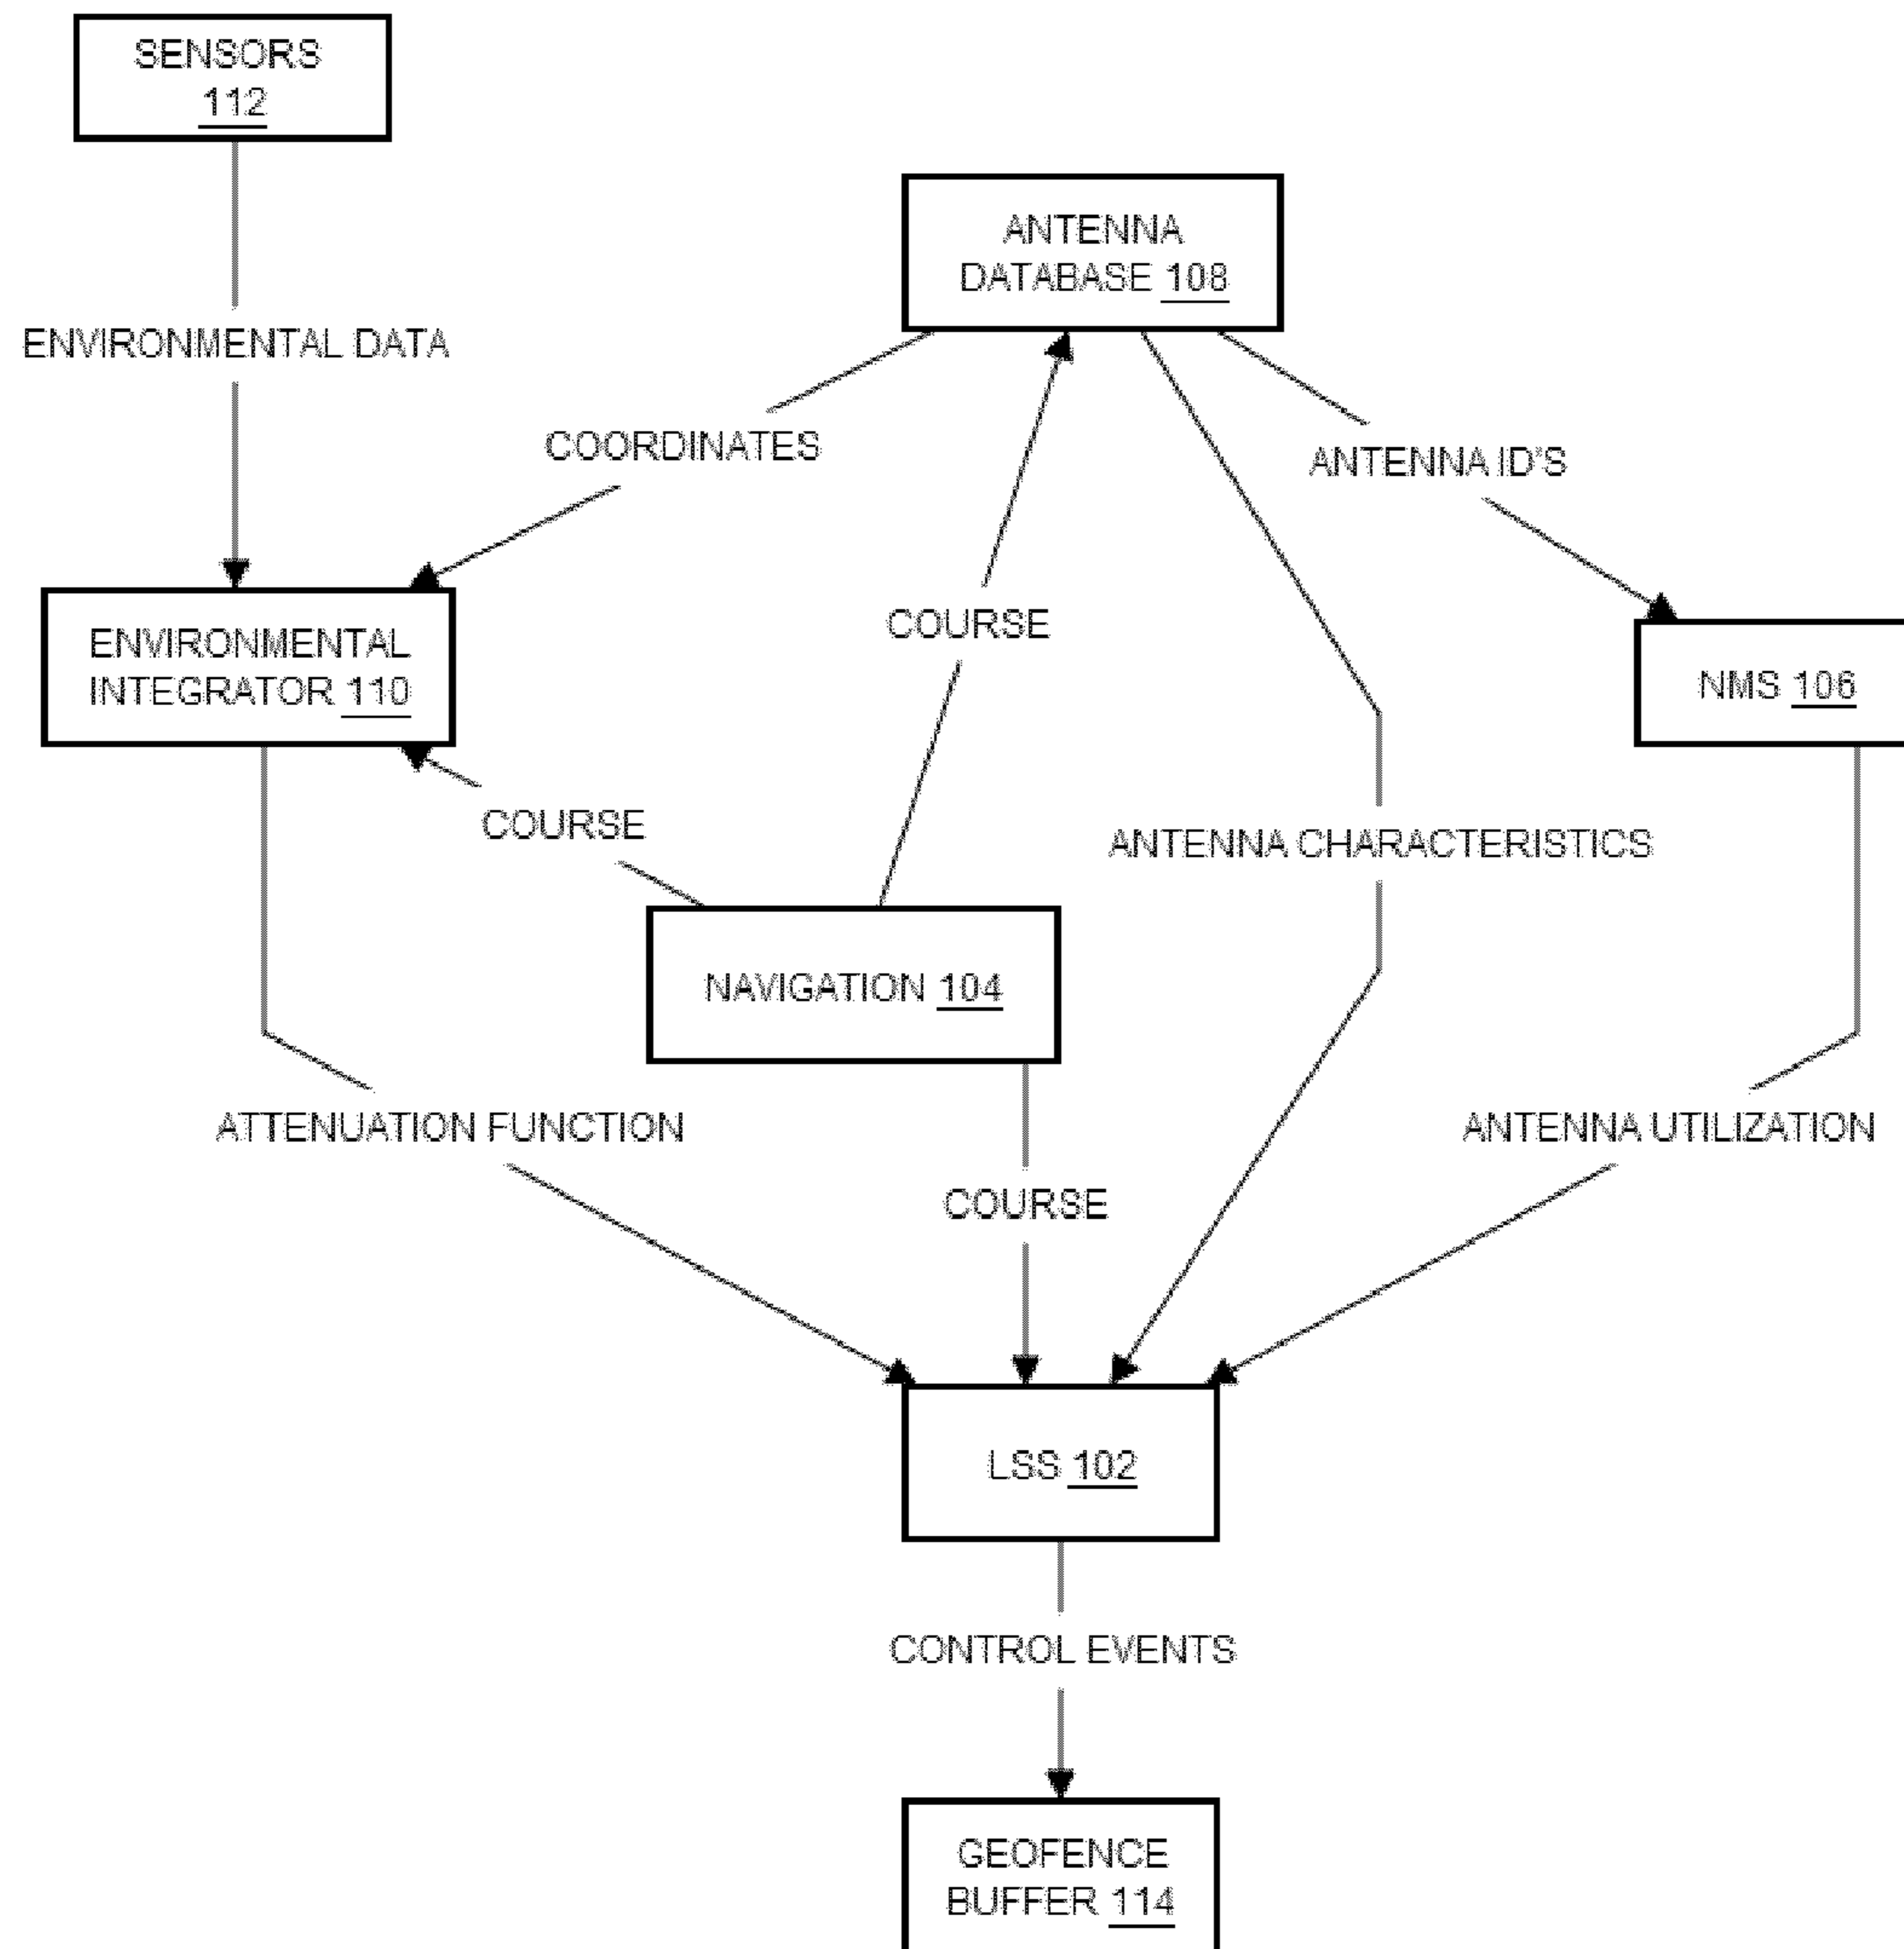 SENSORS
112
ANTENNA
DATABASE 108
ENVIRONMENTAL DATA
COORDINATES
ANTENNA ID'S
COURSE
ENVIRONMENTAL
INTEGRATOR 110
NMS 106
COURSE
ANTENNA CHARACTERISTICS
NAVIGATION 104
ATTENUATION FUNCTION
ANTENNA UTILIZATION
COURSE
LSS 102
CONTROL EVENTS
GEOFENCE
BUFFER 114